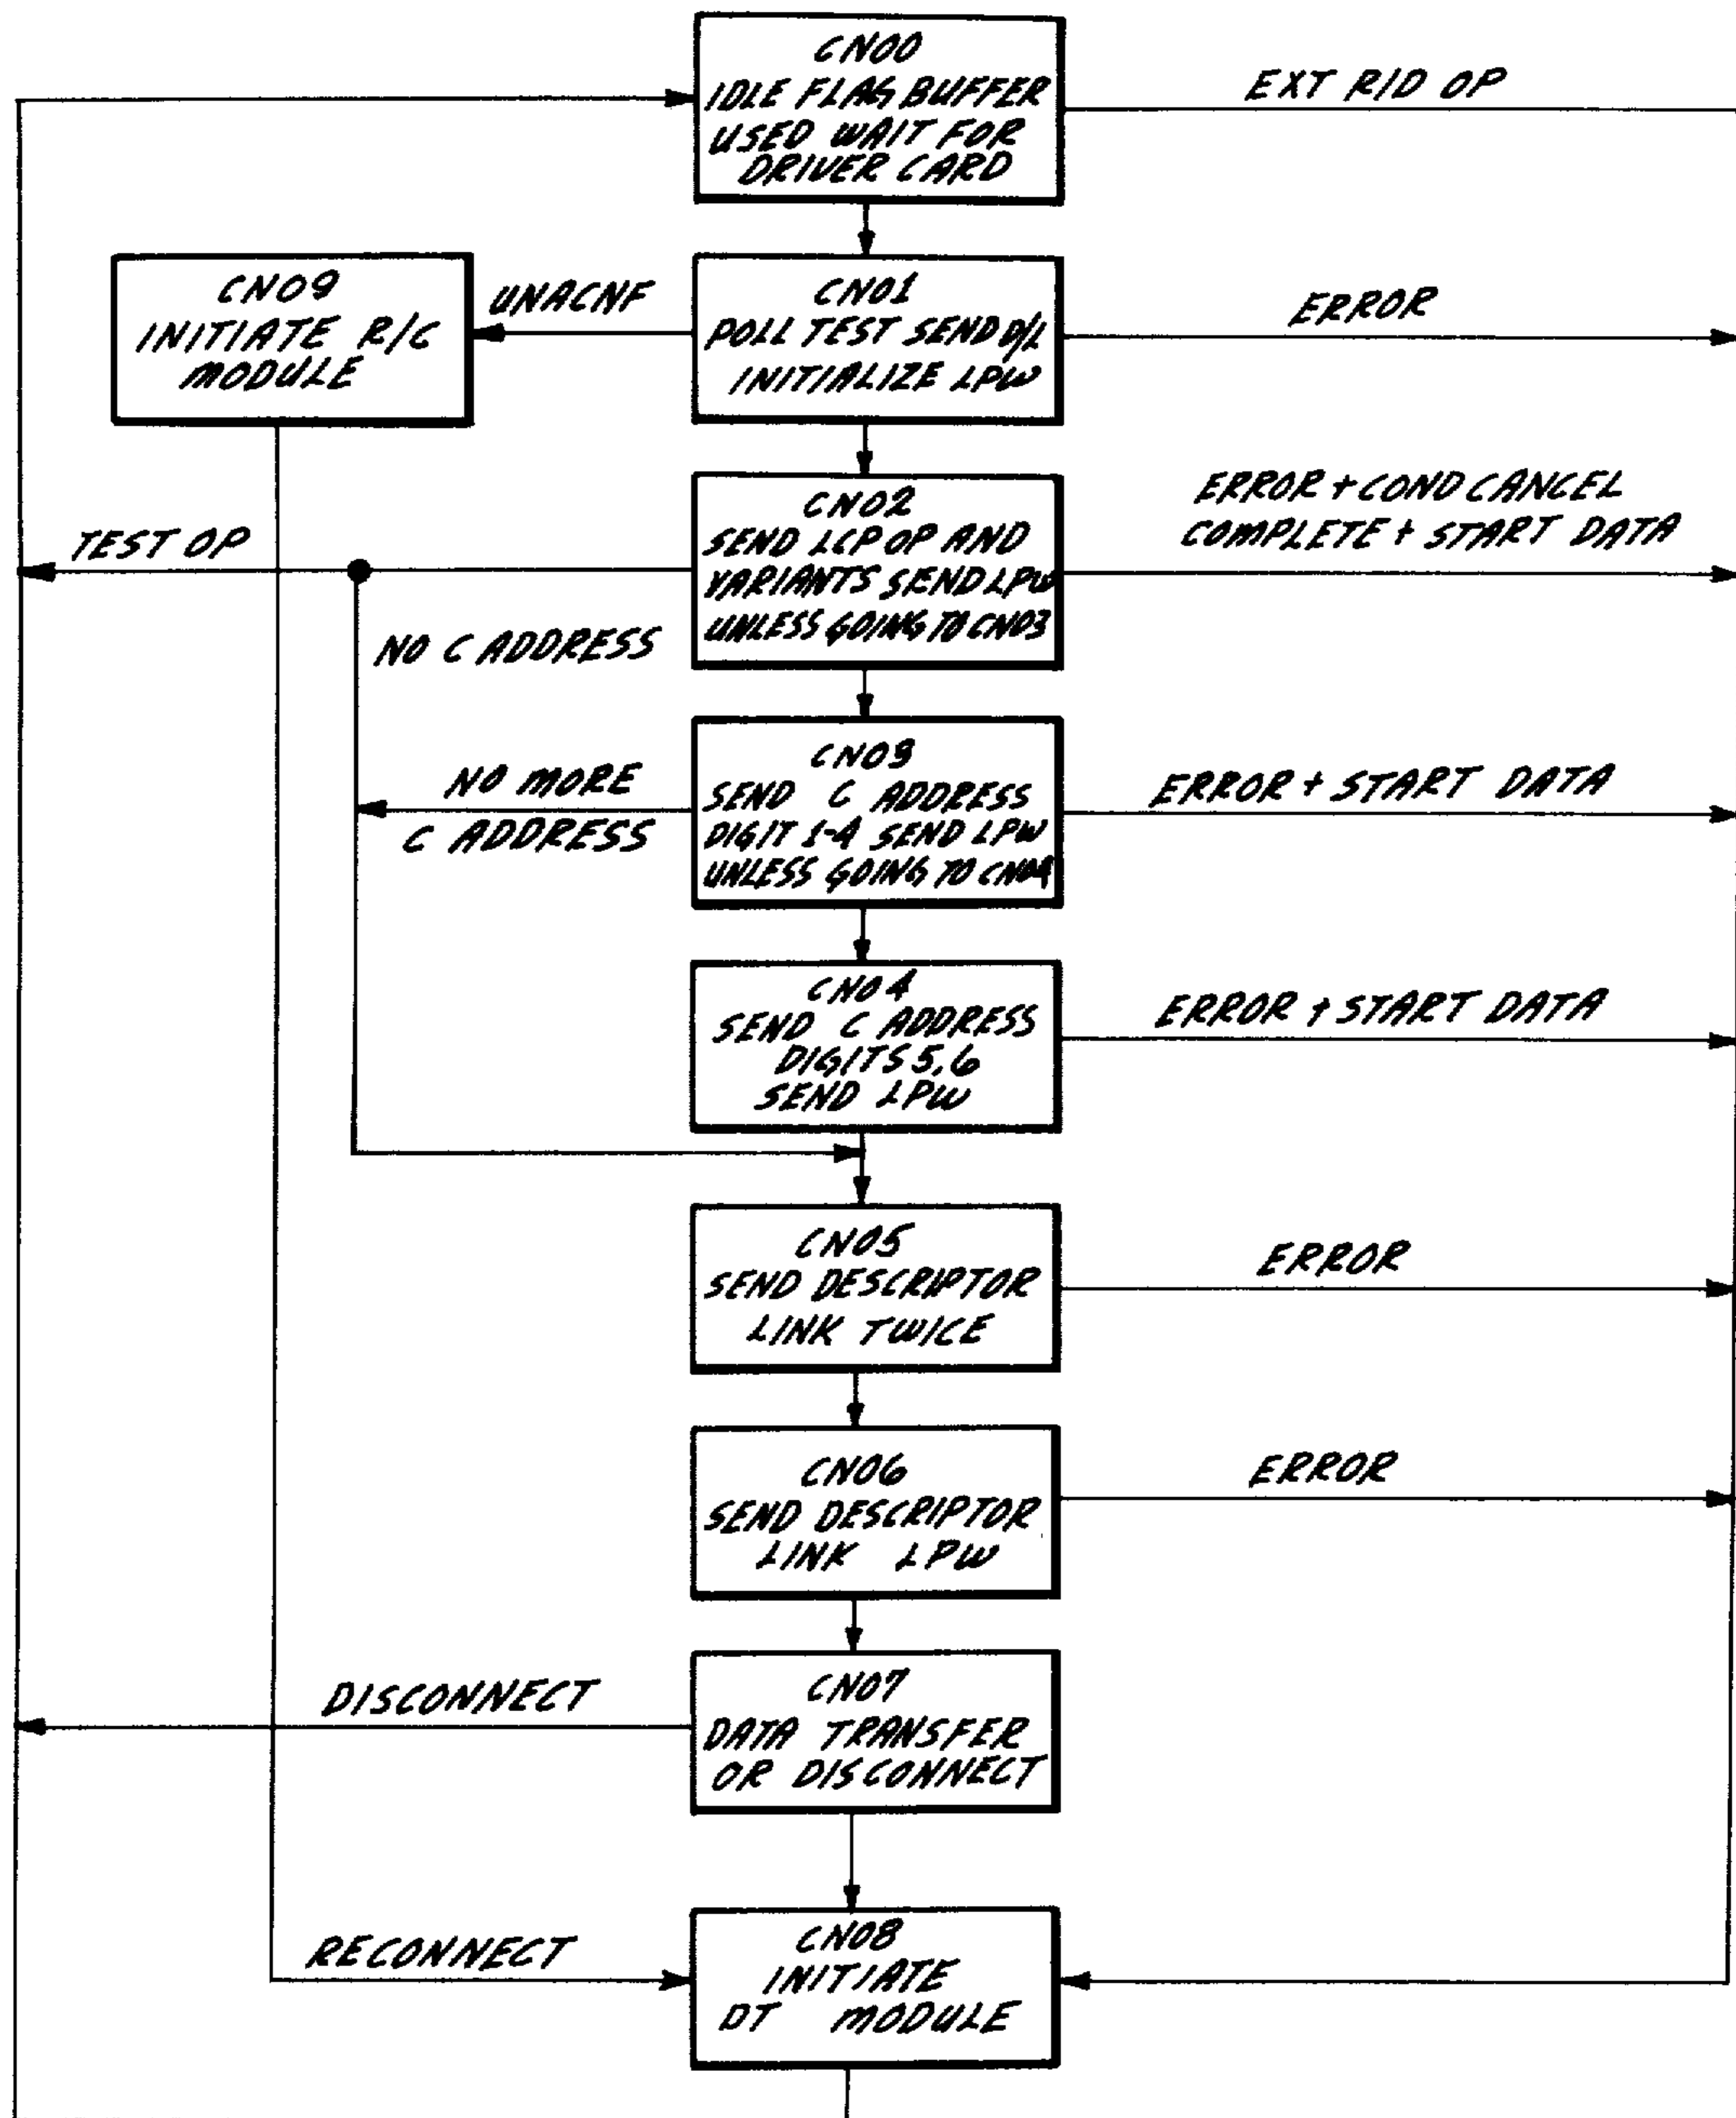 CN00
IDLE FLAG BUFFER
USED WAIT FOR
DRIVER CARD
EXT RID OP
CN09
INITIATE R/C
MODULE
UNACNF
CN01
POLL TEST SEND D/L
INITIALIZE LPW
ERROR
TEST OP
CN02
SEND LCP OP AND
VARIANTS SEND LPW
UNLESS GOING TO CN03
ERROR + COND CANCEL
COMPLETE + START DATA
NO C ADDRESS
NO MORE
C ADDRESS
CN03
SEND C ADDRESS
DIGIT 1-4 SEND LPW
UNLESS GOING TO CN04
ERROR + START DATA
CN04
SEND C ADDRESS
DIGITS 5,6
SEND LPW
ERROR + START DATA
CN05
SEND DESCRIPTOR
LINK TWICE
ERROR
CN06
SEND DESCRIPTOR
LINK LPW
ERROR
DISCONNECT
CN07
DATA TRANSFER
OR DISCONNECT
RECONNECT
CN08
INITIATE
DT MODULE